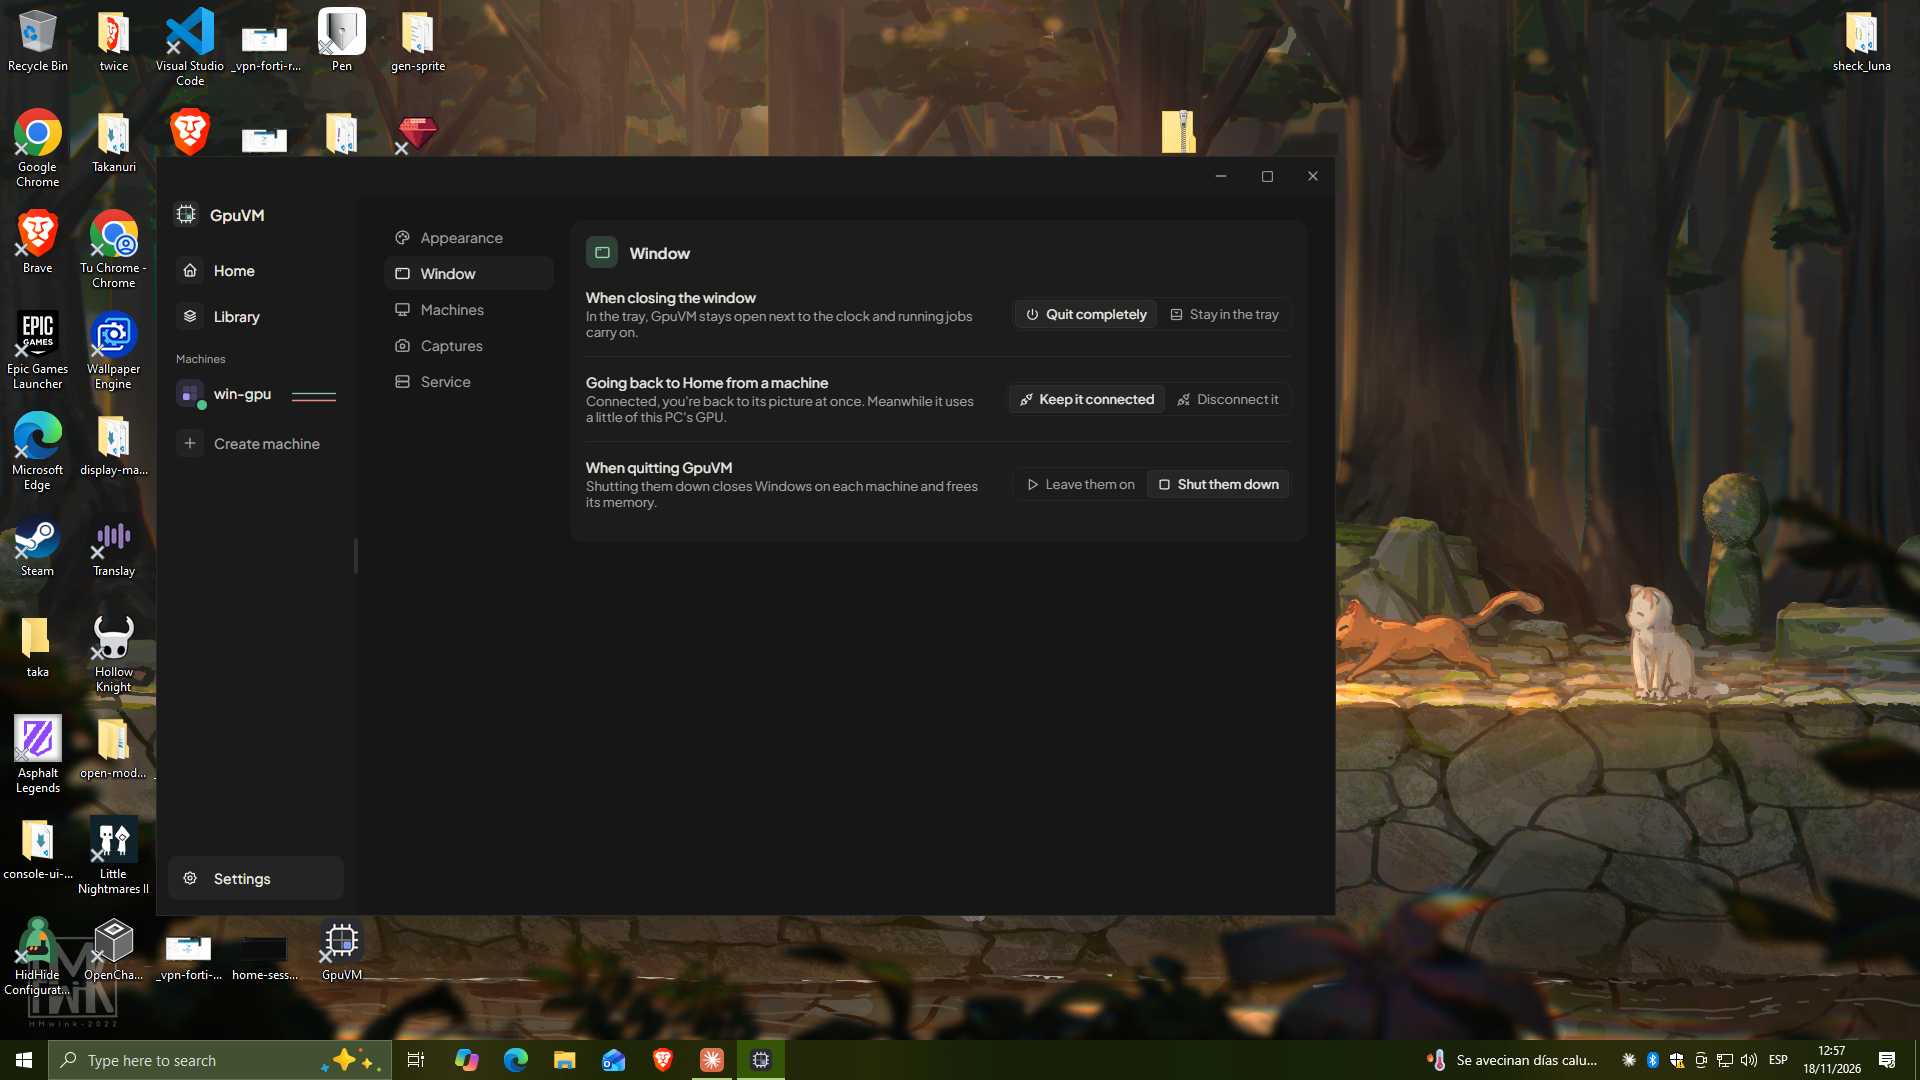 Recycle Bin
twice
Visual Studio
Code
_vpn-forti-r...
Pen
gen-sprite
sheck_luna
Google
Chrome
Takanuri
Brave
Tu Chrome -
Chrome
EPIC
GAMES
Epic Games
Launcher
Wallpaper
Engine
Microsoft
Edge
display-ma...
Steam
Translay
taka
Hollow
Knight
Asphalt
Legends
open-mod...
console-ui-...
Little
Nightmares II
HidHide
Configurat...
OpenCha...
_vpn-forti-...
home-sess...
GpuVM
HMwink-2022
GpuVM
Home
Library
Machines
win-gpu
Create machine
Settings
Appearance
Window
Machines
Captures
Service
Window
When closing the window
In the tray, GpuVM stays open next to the clock and running jobs
carry on.
Quit completely
Stay in the tray
Going back to Home from a machine
Connected, you're back to its picture at once. Meanwhile it uses
a little of this PC's GPU.
Keep it connected
Disconnect it
When quitting GpuVM
Shutting them down closes Windows on each machine and frees
its memory.
Leave them on
Shut them down
Type here to search
Se avecinan días calu...
ESP
12:57
18/11/2026